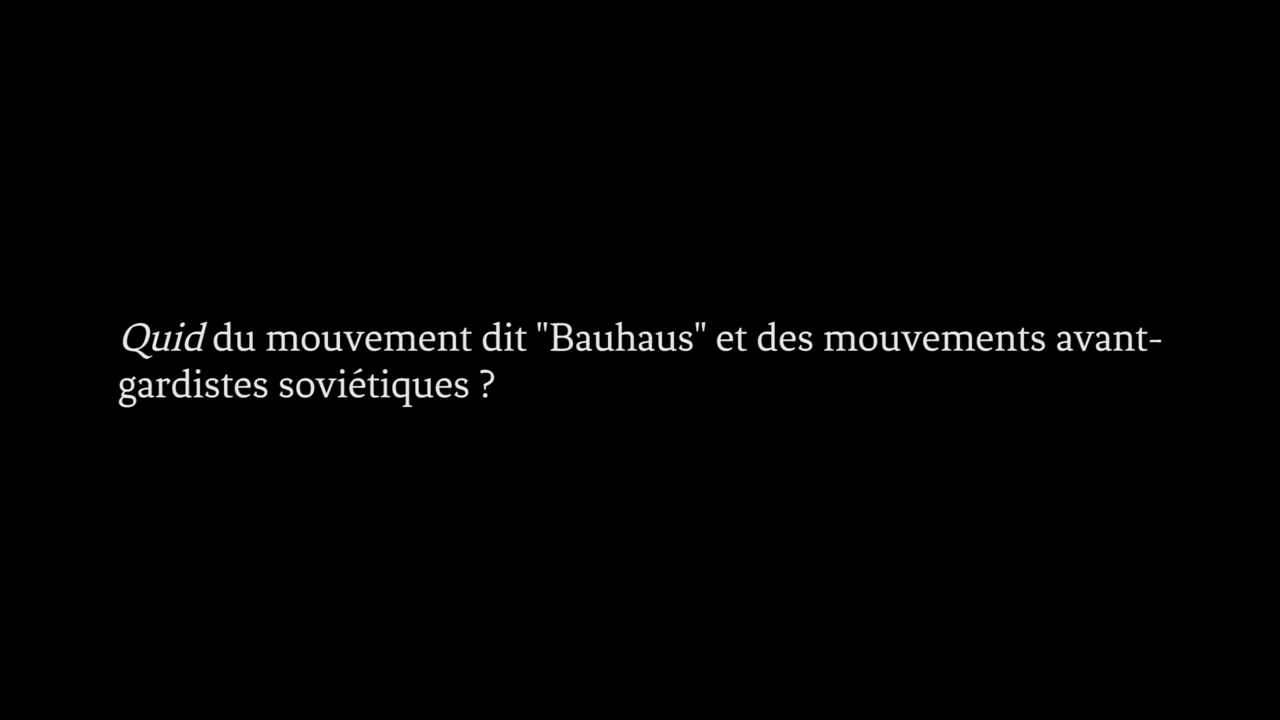 Quid du mouvement dit "Bauhaus" et des mouvements avant-
gardistes soviétiques ?